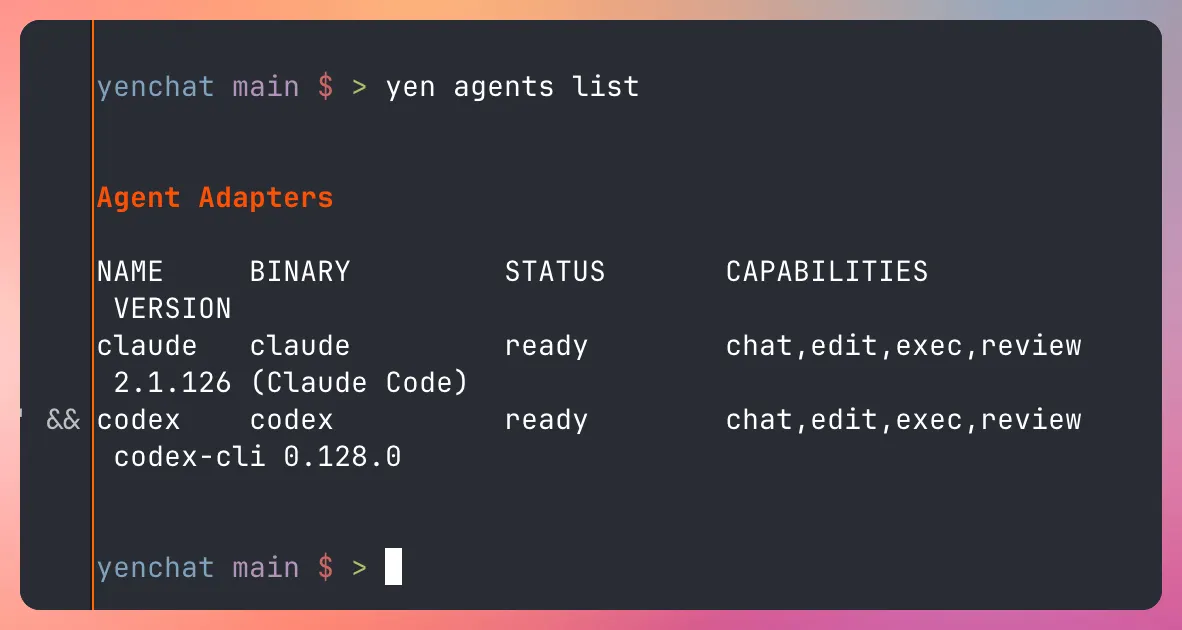 yenchat main $ > yen agents list
Agent Adapters
NAME BINARY STATUS CAPABILITIES
VERSION
claude claude ready chat,edit,exec,review
2.1.126 (Claude Code)
&& codex codex ready chat,edit,exec,review
codex-cli 0.128.0
yenchat main $ >